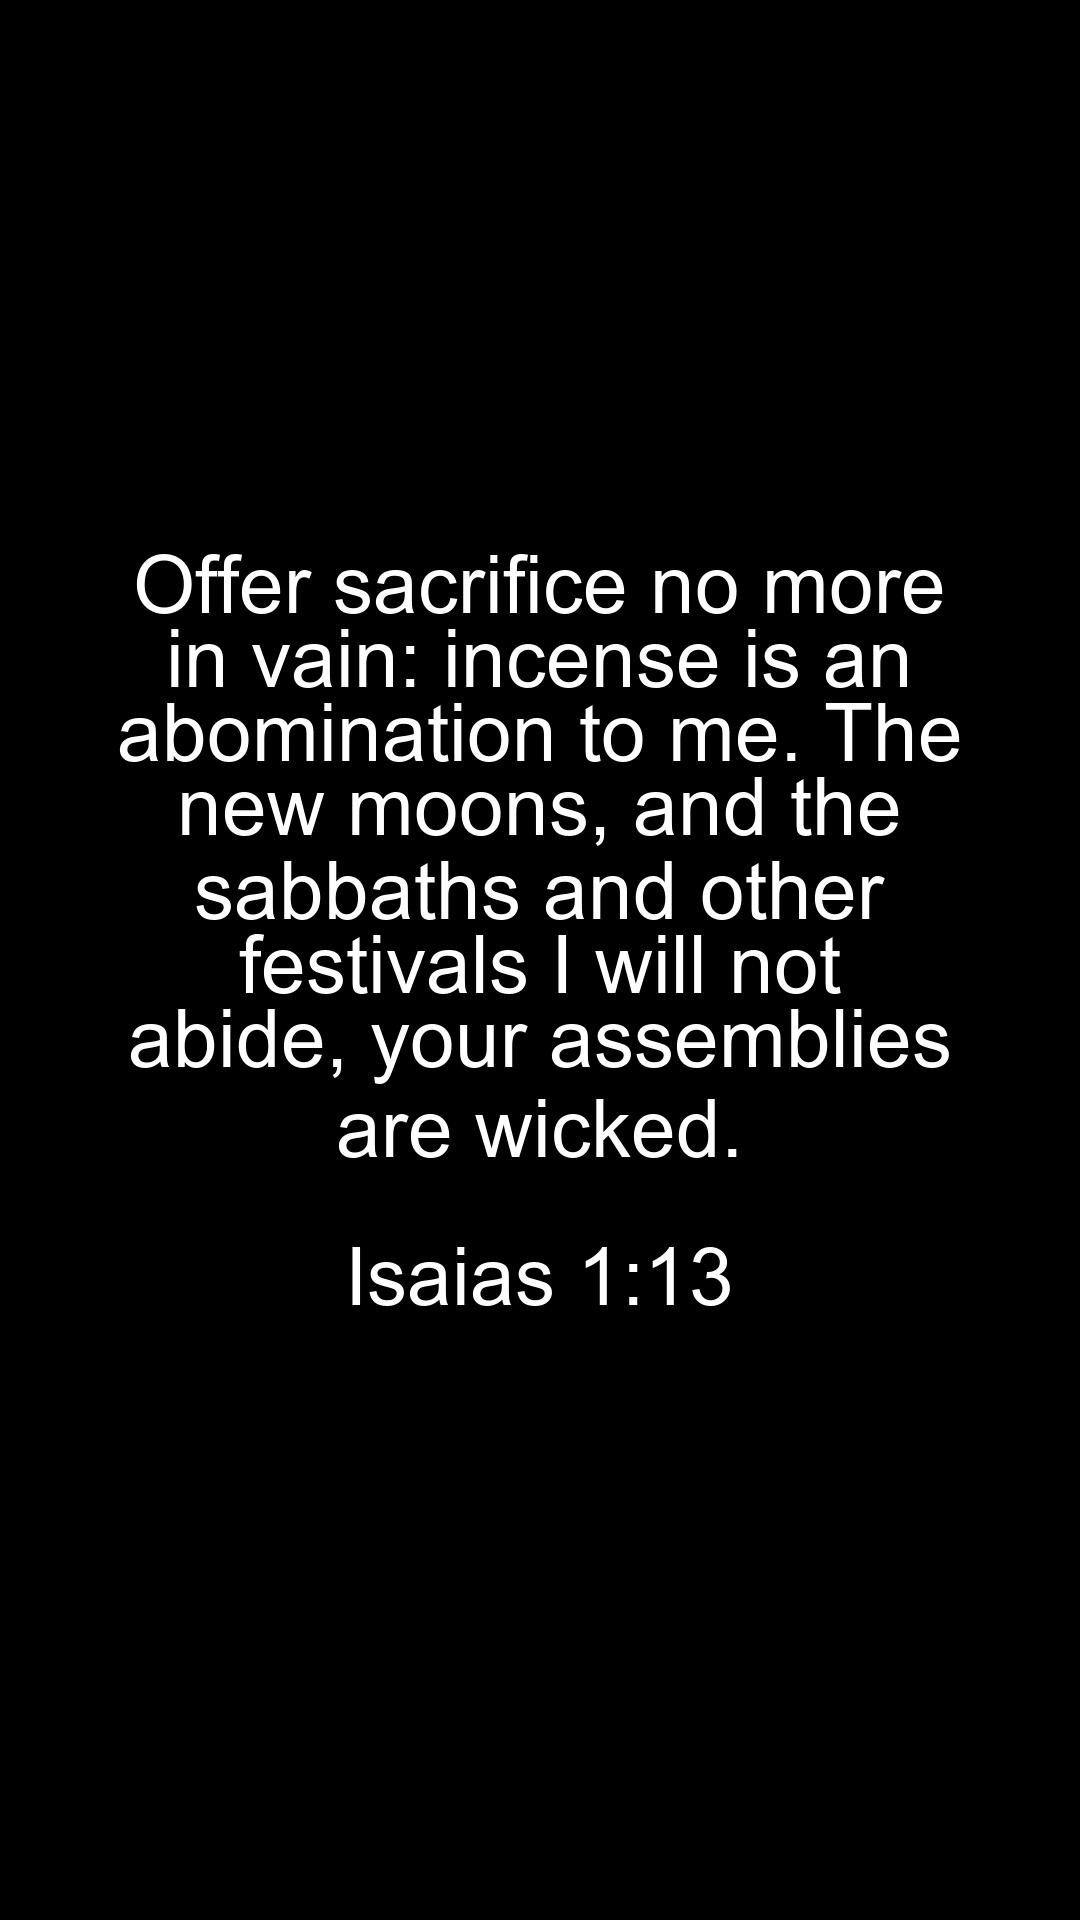 Offer sacrifice no more
in vain: incense is an
abomination to me. The
new moons, and the
sabbaths and other
festivals I will not
abide, your assemblies
are wicked.
Isaias 1:13